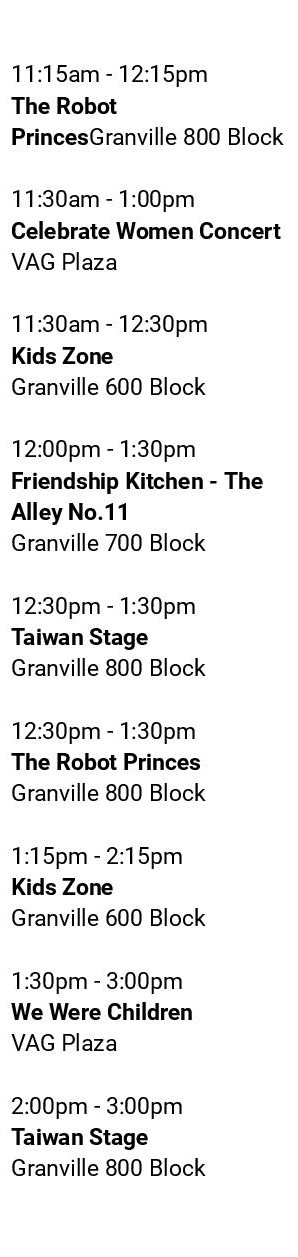 11:15am - 12:15pm
The Robot
PrincesGranville 800 Block
11:30am - 1:00pm
Celebrate Women Concert
VAG Plaza
11:30am - 12:30pm
Kids Zone
Granville 600 Block
12:00pm - 1:30pm
Friendship Kitchen - The
Alley No.11
Granville 700 Block
12:30pm - 1:30pm
Taiwan Stage
Granville 800 Block
12:30pm - 1:30pm
The Robot Princes
Granville 800 Block
1:15pm - 2:15pm
Kids Zone
Granville 600 Block
1:30pm - 3:00pm
We Were Children
VAG Plaza
2:00pm - 3:00pm
Taiwan Stage
Granville 800 Block